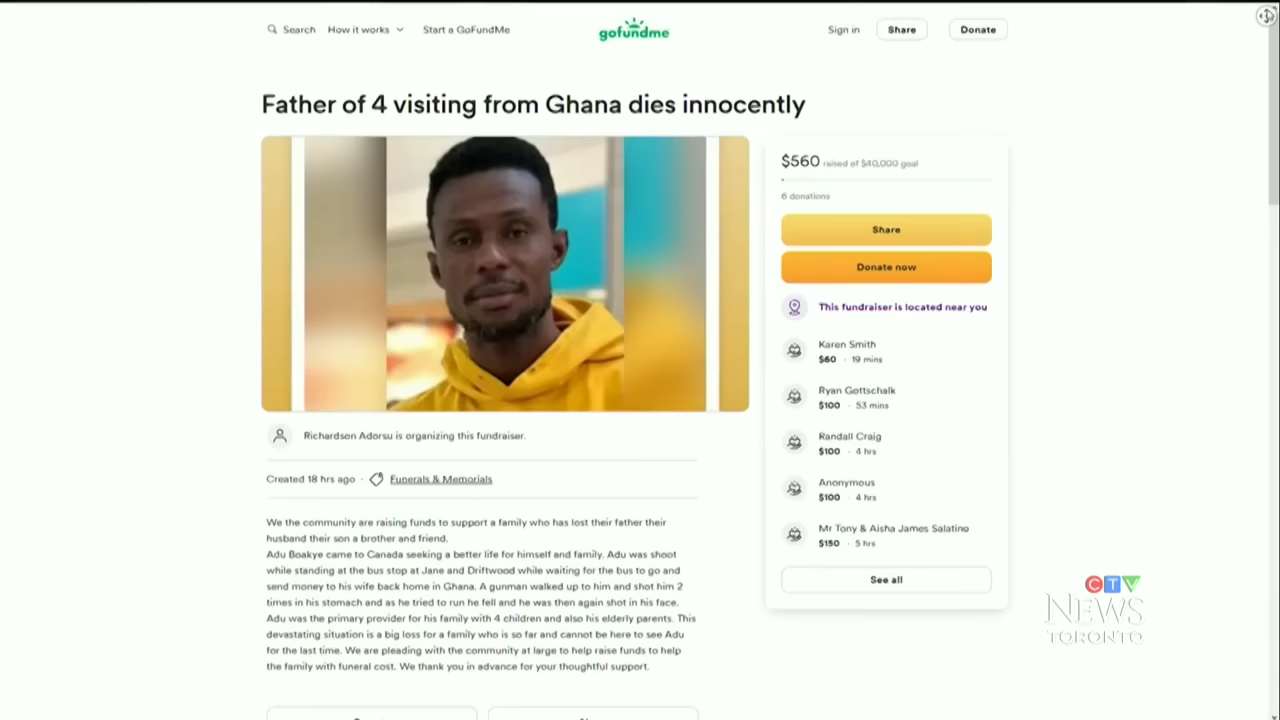 Search How it works Start a GoFundMe gofundme Sign in Share Donate
Father of 4 visiting from Ghana dies innocently
$560 raised of $40,000 goal
6 donations
Share
Donate now
This fundraiser is located near you
Karen Smith
$60 · 19 mins
Ryan Gottschalk
$100 · 53 mins
Randall Craig
$100 · 4 hrs
Anonymous
$100 · 4 hrs
Mr Tony & Aisha James Salatino
$150 · 5 hrs
See all
Richardson Adorsu is organizing this fundraiser.
Created 18 hrs ago · Funerals & Memorials
We the community are raising funds to support a family who has lost their father their
husband their son a brother and friend.
Adu Boakye came to Canada seeking a better life for himself and family. Adu was shoot
while standing at the bus stop at Jane and Driftwood while waiting for the bus to go and
send money to his wife back home in Ghana. A gunman walked up to him and shot him 2
times in his stomach and as he tried to run he fell and he was then again shot in his face.
Adu was the primary provider for his family with 4 children and also his elderly parents. This
devastating situation is a big loss for a family who is so far and cannot be here to see Adu
for the last time. We are pleading with the community at large to help raise funds to help
the family with funeral cost. We thank you in advance for your thoughtful support.
CTV
NEWS
TORONTO